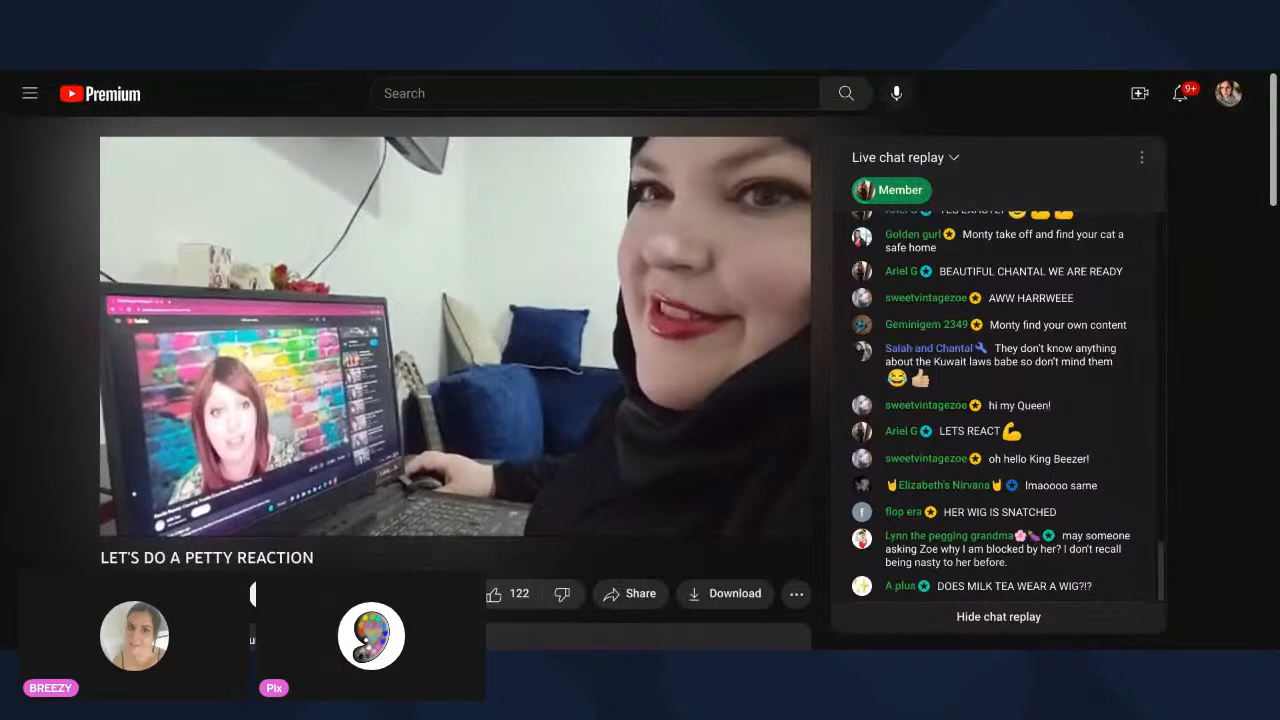 Premium
Search
9+
Live chat replay
Member
Golden gurl Monty take off and find your cat a
safe home
Ariel G BEAUTIFUL CHANTAL WE ARE READY
sweetvintagezoe AWW HARRWEEE
Geminigem 2349 Monty find your own content
Salah and Chantal They don't know anything
about the Kuwait laws babe so don't mind them
sweetvintagezoe hi my Queen!
Ariel G LETS REACT
sweetvintagezoe oh hello King Beezer!
Elizabeth's Nirvana lmaoooo same
f flop era HER WIG IS SNATCHED
Lynn the pegging grandma may someone
asking Zoe why I am blocked by her? I don't recall
being nasty to her before.
A plus DOES MILK TEA WEAR A WIG?!?
Hide chat replay
LET'S DO A PETTY REACTION
122
Share
Download
BREEZY
Pix